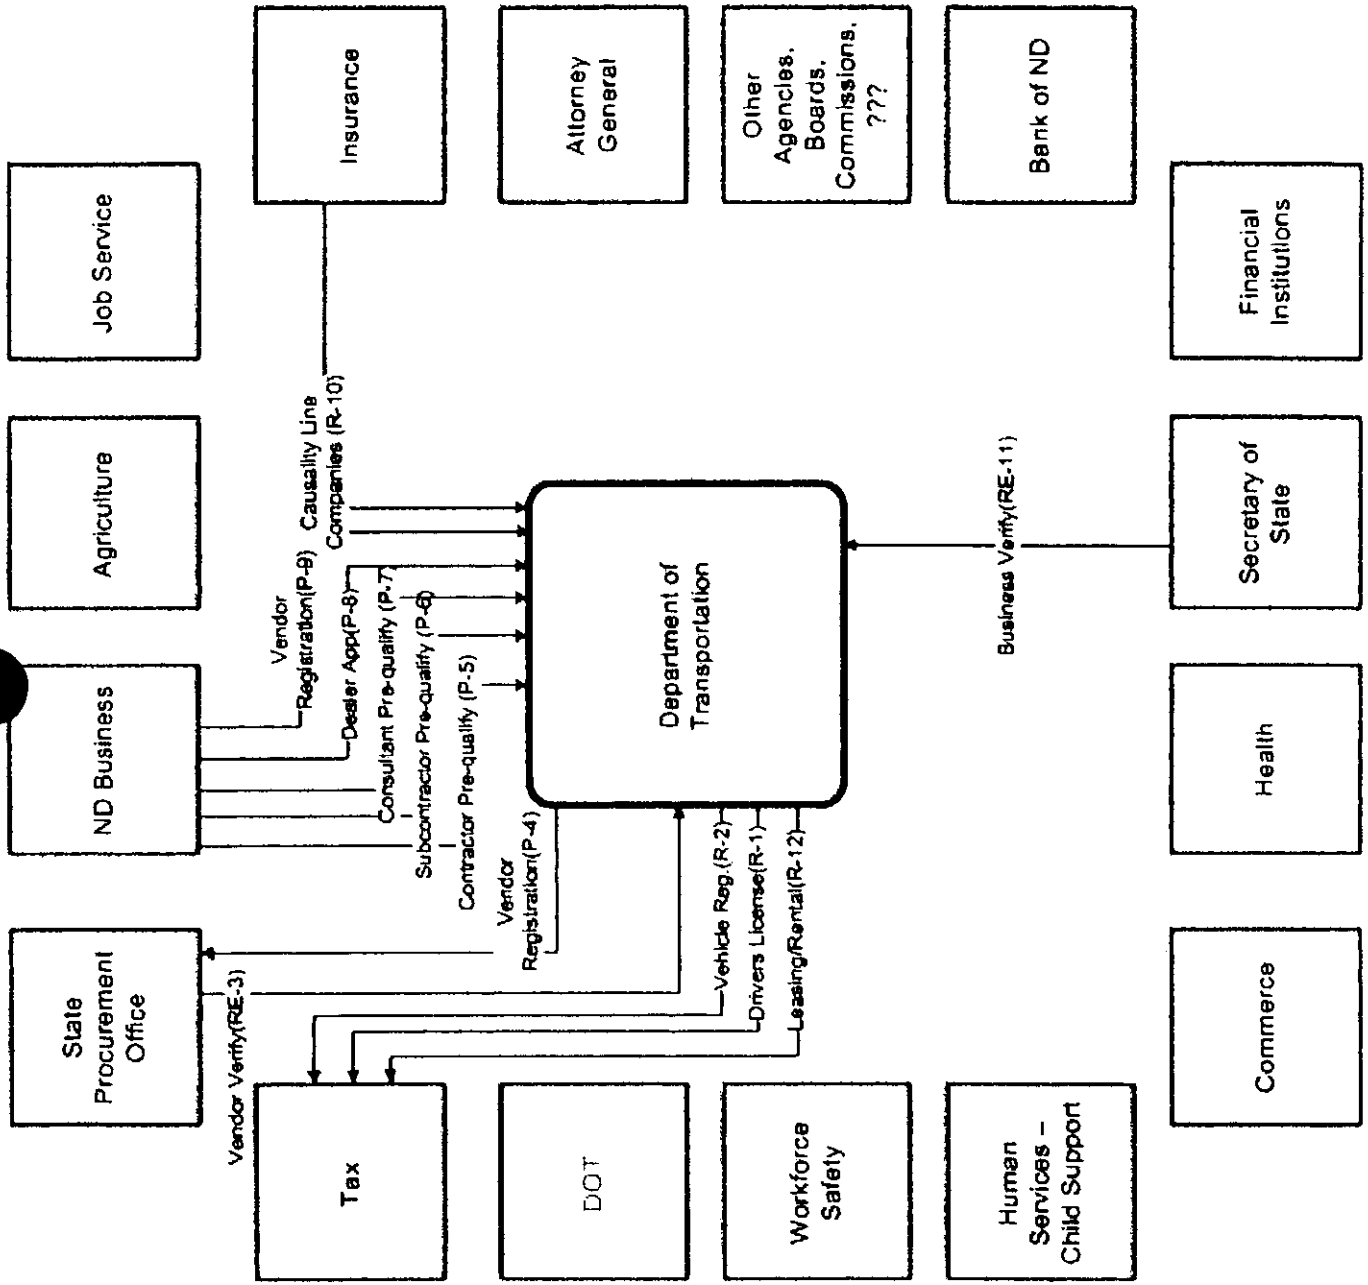 State
Procurement
Office
ND Business
Agriculture
Job Service
Vendor Verify(RE-3)
Tax
DOT
Workforce
Safety
Human
Services –
Child Support
Vendor
Registration(P-9)
Dealer App(P-8)
Consultant Pre-qualify (P-7)
Subcontractor Pre-qualify (P-6)
Contractor Pre-qualify (P-5)
Causality Line
Companies (R-10)
Vendor
Registration(P-4)
Vehicle Reg.(R-2)
Drivers License(R-1)
Leasing/Rental(R-12)
Department of
Transportation
Business Verify(RE-11)
Insurance
Attorney
General
Other
Agencies,
Boards,
Commissions,
???
Bank of ND
Commerce
Health
Secretary of
State
Financial
Institutions